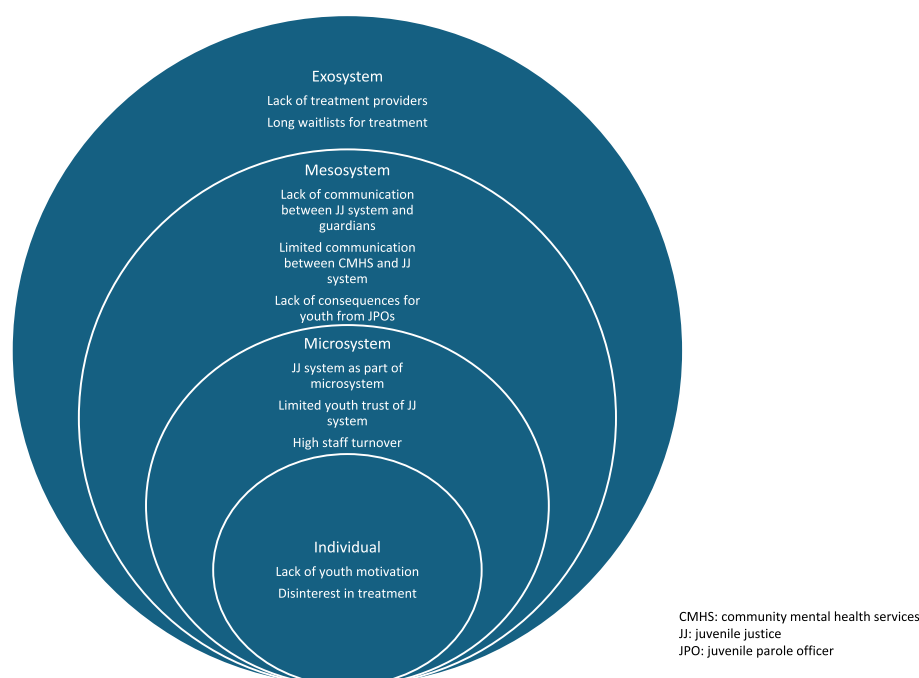 Exosystem
Lack of treatment providers
Long waitlists for treatment
Mesosystem
Lack of communication
between JJ system and
guardians
Limited communication
between CMHS and JJ
system
Lack of consequences for
youth from JPOs
Microsystem
JJ system as part of
microsystem
Limited youth trust of JJ
system
High staff turnover
Individual
Lack of youth motivation
Disinterest in treatment
CMHS: community mental health services
JJ: juvenile justice
JPO: juvenile parole officer